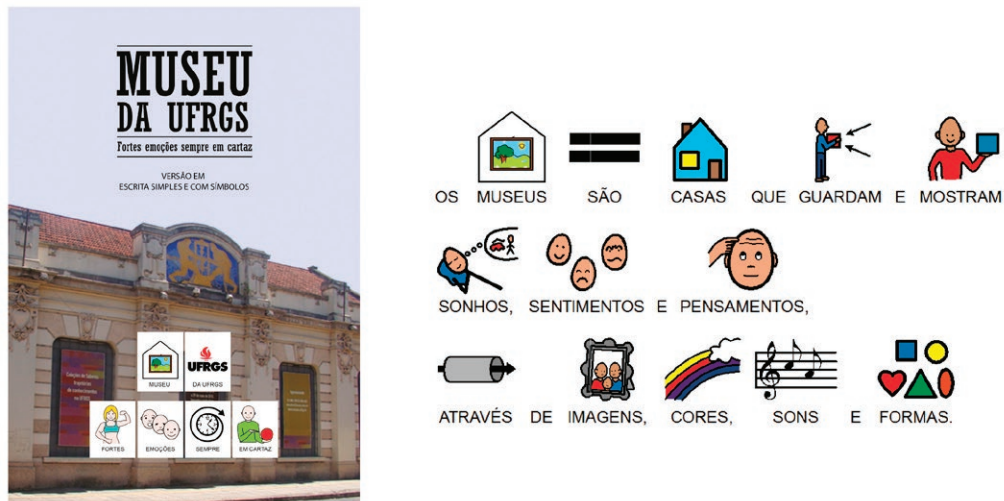 MUSEU
DA UFRGS
Fortes emoções sempre em cartaz
VERSÃO EM
ESCRITA SIMPLES E COM SÍMBOLOS
UFRGS
MUSEU DA UFRGS
FORTES EMOÇÕES SEMPRE EM CARTAZ
OS MUSEUS SÃO CASAS QUE GUARDAM E MOSTRAM
SONHOS, SENTIMENTOS E PENSAMENTOS,
ATRAVÉS DE IMAGENS, CORES, SONS E FORMAS.